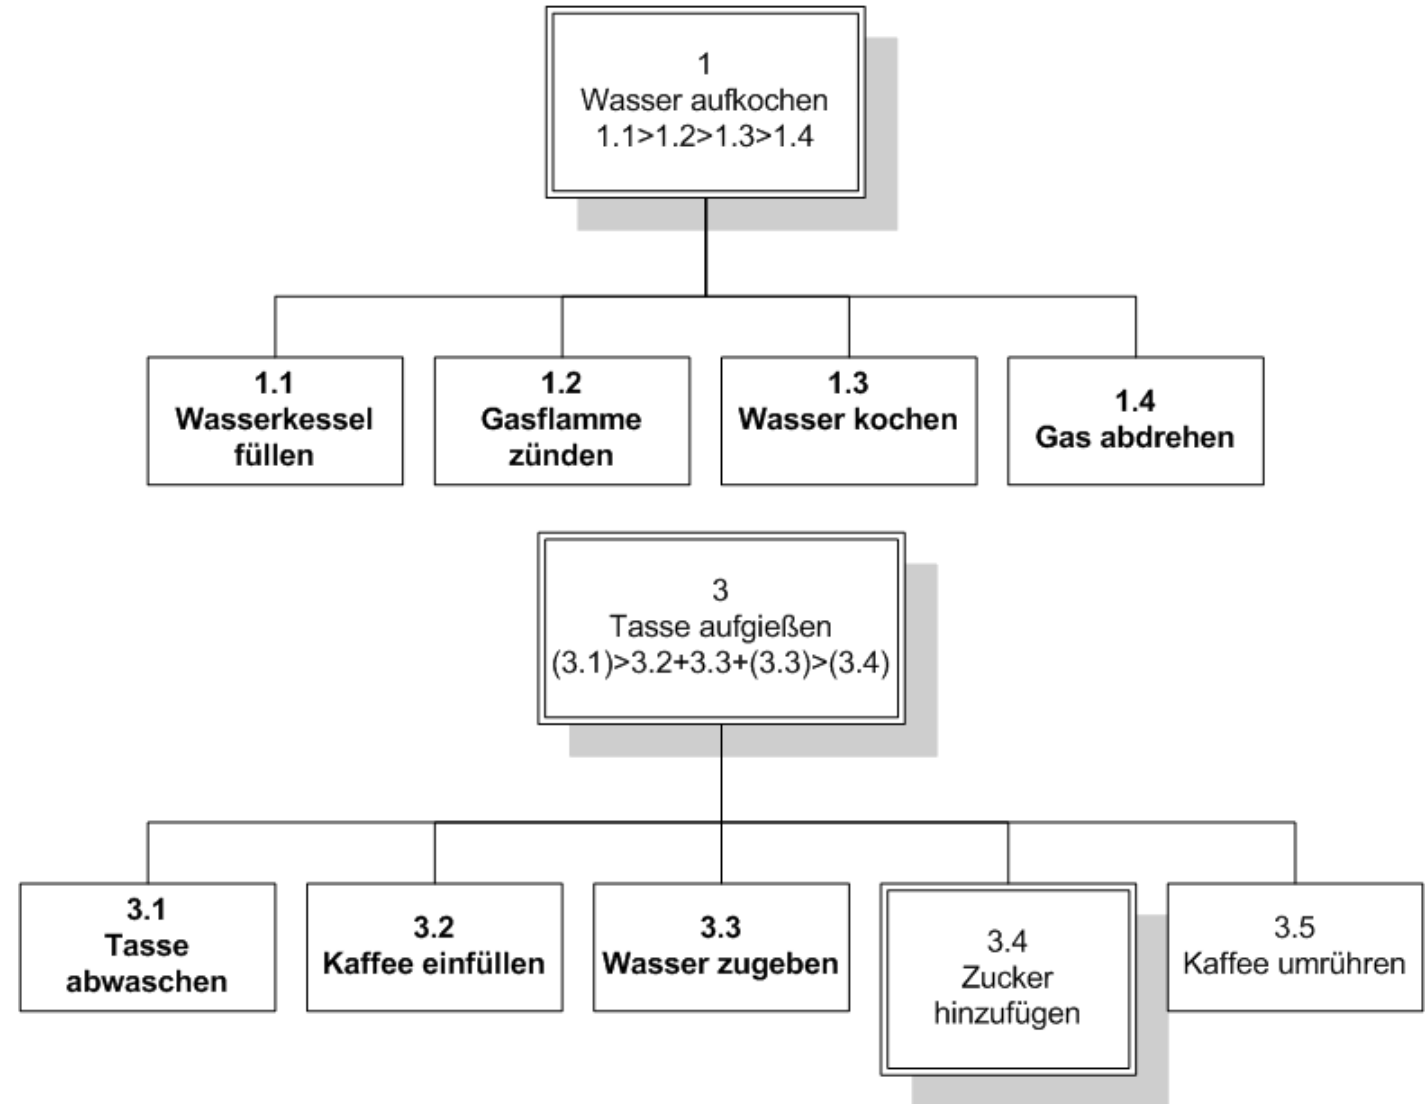 1
Wasser aufkochen
1.1>1.2>1.3>1.4
1.1
Wasserkessel
füllen
1.2
Gasflamme
zünden
1.3
Wasser kochen
1.4
Gas abdrehen
3
Tasse aufgießen
(3.1)>3.2+3.3+(3.3)>(3.4)
3.1
Tasse
abwaschen
3.2
Kaffee einfüllen
3.3
Wasser zugeben
3.4
Zucker
hinzufügen
3.5
Kaffee umrühren